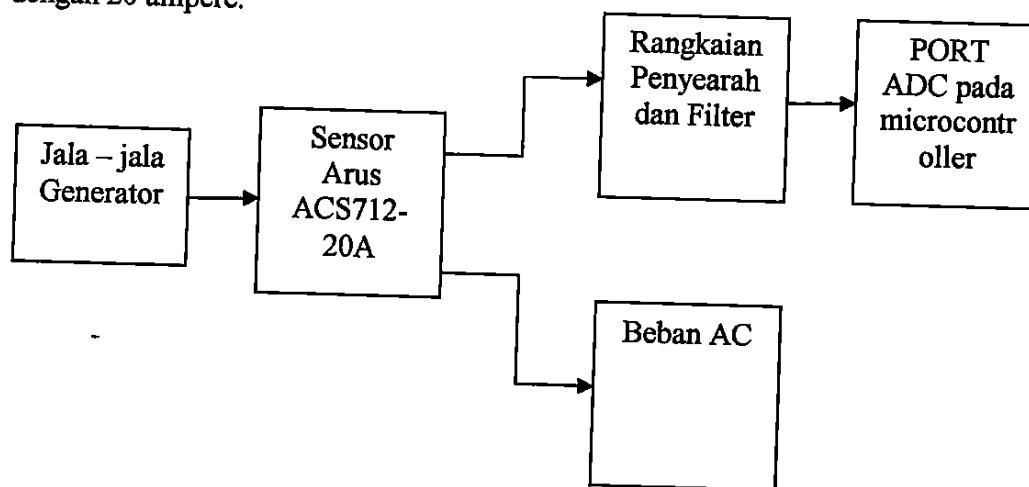 dengan 20 ampere.
Jala – jala
Generator
Sensor
Arus
ACS712-
20A
Rangkaian
Penyearah
dan Filter
PORT
ADC pada
microcontr
oller
Beban AC